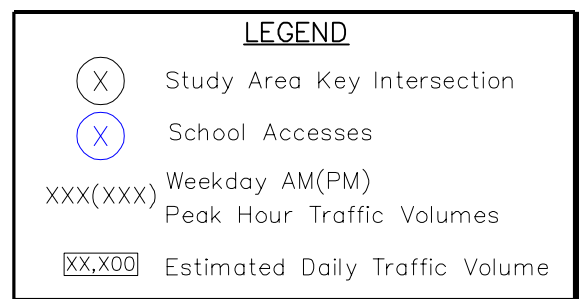 LEGEND
X Study Area Key Intersection
X School Accesses
XXX(XXX) Weekday AM(PM)
Peak Hour Traffic Volumes
XX,X00 Estimated Daily Traffic Volume